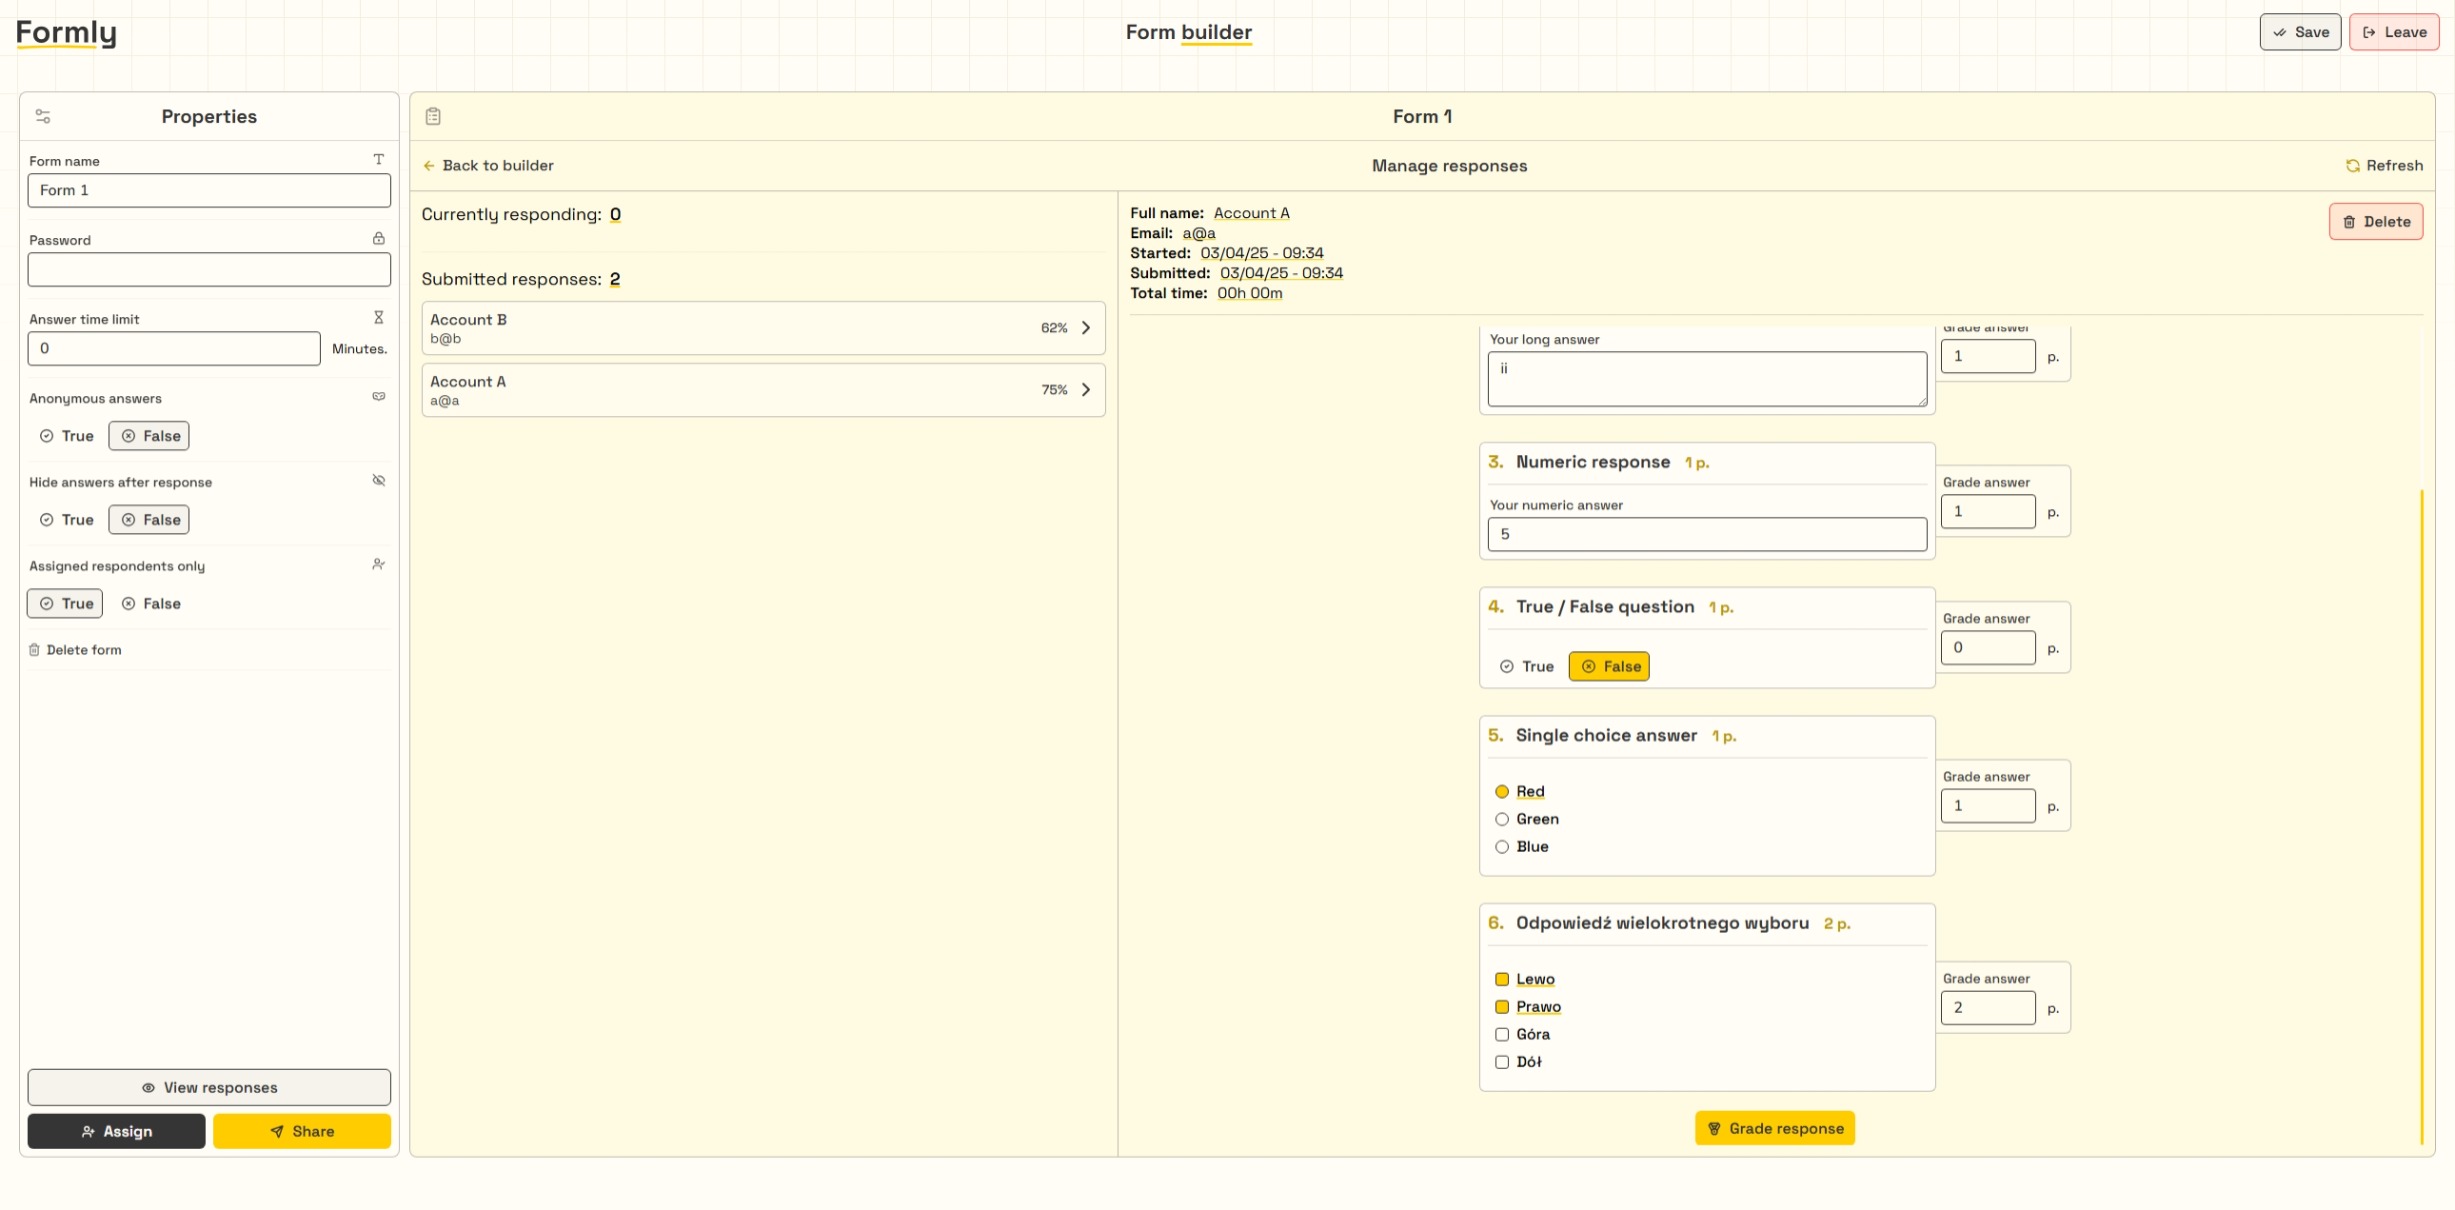 Formly
Form builder
Save
Leave
Properties
Form name
Form 1
Password
Answer time limit
0
Minutes.
Anonymous answers
True
False
Hide answers after response
True
False
Assigned respondents only
True
False
Delete form
View responses
Assign
Share
Form 1
Back to builder
Manage responses
Refresh
Currently responding: 0
Submitted responses: 2
Account B
b@b
62%
Account A
a@a
75%
Full name: Account A
Email: a@a
Started: 03/04/25 - 09:34
Submitted: 03/04/25 - 09:34
Total time: 00h 00m
Delete
Your long answer
ii
Grade answer
1 p.
3. Numeric response 1 p.
Your numeric answer
5
Grade answer
1 p.
4. True / False question 1 p.
True
False
Grade answer
0 p.
5. Single choice answer 1 p.
Red
Green
Blue
Grade answer
1 p.
6. Odpowiedź wielokrotnego wyboru 2 p.
Lewo
Prawo
Góra
Dół
Grade answer
2 p.
Grade response